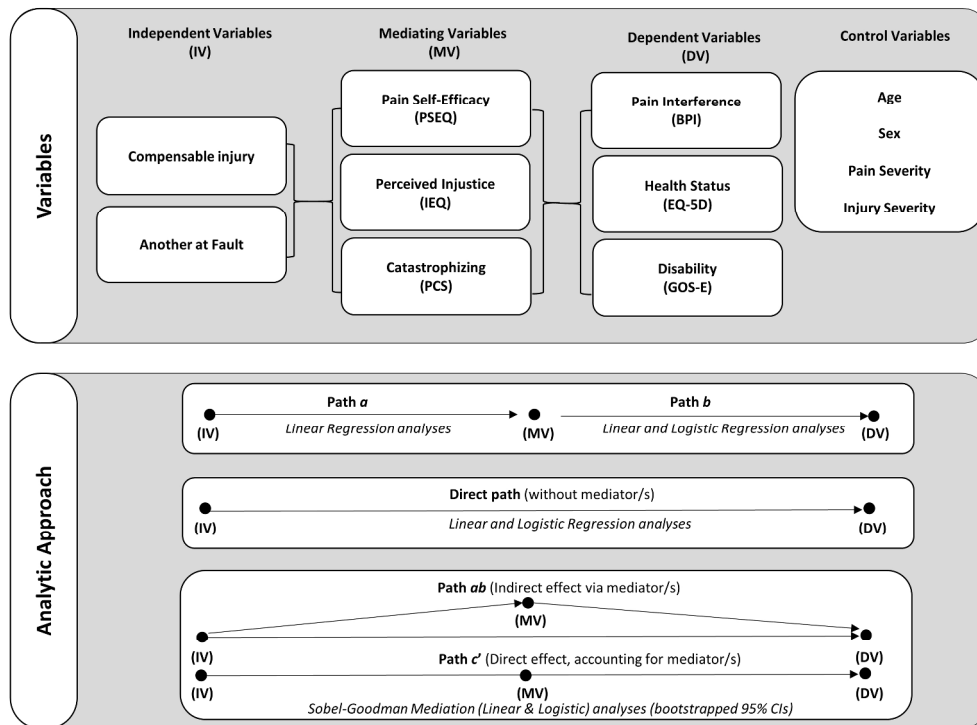 Variables
Independent Variables
(IV)
Compensable injury
Another at Fault
Mediating Variables
(MV)
Pain Self-Efficacy
(PSEQ)
Perceived Injustice
(IEQ)
Catastrophizing
(PCS)
Dependent Variables
(DV)
Pain Interference
(BPI)
Health Status
(EQ-5D)
Disability
(GOS-E)
Control Variables
Age
Sex
Pain Severity
Injury Severity
Analytic Approach
Path a
Path b
Linear Regression analyses
Linear and Logistic Regression analyses
(IV)
(MV)
(DV)
Direct path (without mediator/s)
Linear and Logistic Regression analyses
(IV)
(DV)
Path ab (Indirect effect via mediator/s)
(MV)
(IV)
(DV)
Path c' (Direct effect, accounting for mediator/s)
(IV)
(MV)
(DV)
Sobel-Goodman Mediation (Linear & Logistic) analyses (bootstrapped 95% CIs)